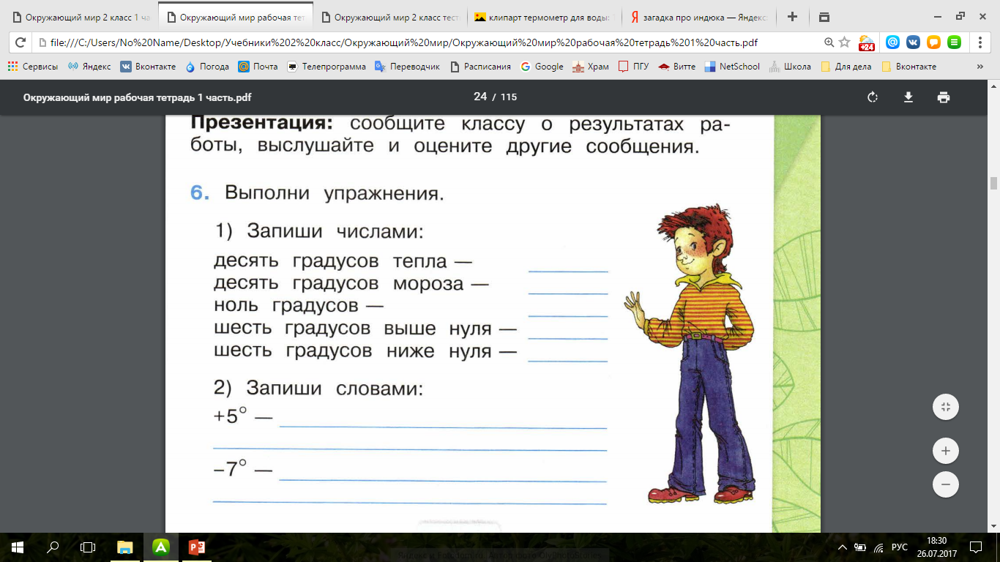 Окружающий мир 2 класс 1 ча
Окружающий мир рабочая тет
Окружающий мир 2 класс тест
клипарт термометр для воды:
загадка про индюка — Яндекс
file:///C:/Users/No%20Name/Desktop/Учебники%202%20класс/Окружающий%20мир/Окружающий%20мир%20рабочая%20тетрадь%201%20часть.pdf
+24
Сервисы Яндекс Вконтакте Погода Почта Телепрограмма Переводчик Расписания Google Храм ПГУ Витте NetSchool Школа Для дела Вконтакте »
Окружающий мир рабочая тетрадь 1 часть.pdf
24 / 115
Презентация: сообщите классу о результатах ра-
боты, выслушайте и оцените другие сообщения.
6. Выполни упражнения.
1) Запиши числами:
десять градусов тепла —
десять градусов мороза —
ноль градусов —
шесть градусов выше нуля —
шесть градусов ниже нуля —
2) Запиши словами:
+5° —
–7° —
РУС
18:30
26.07.2017